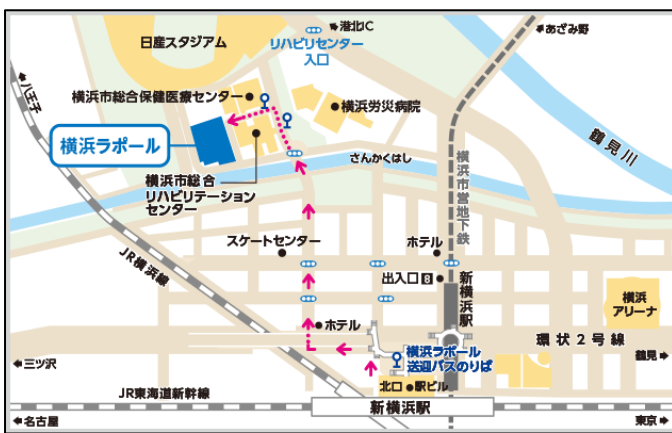 日産スタジアム
港北IC
リハビリセンター
入口
あざみ野
八王子
横浜市総合保健医療センター
横浜労災病院
横浜ラポール
鶴見川
さんかくはし
横浜市営地下鉄
横浜市総合
リハビリテーション
センター
スケートセンター
ホテル
JR横浜線
出入口8
新横浜駅
横浜
アリーナ
ホテル
環状2号線
三ツ沢
横浜ラポール
送迎バスのりば
鶴見
北口
駅ビル
JR東海道新幹線
新横浜駅
名古屋
東京